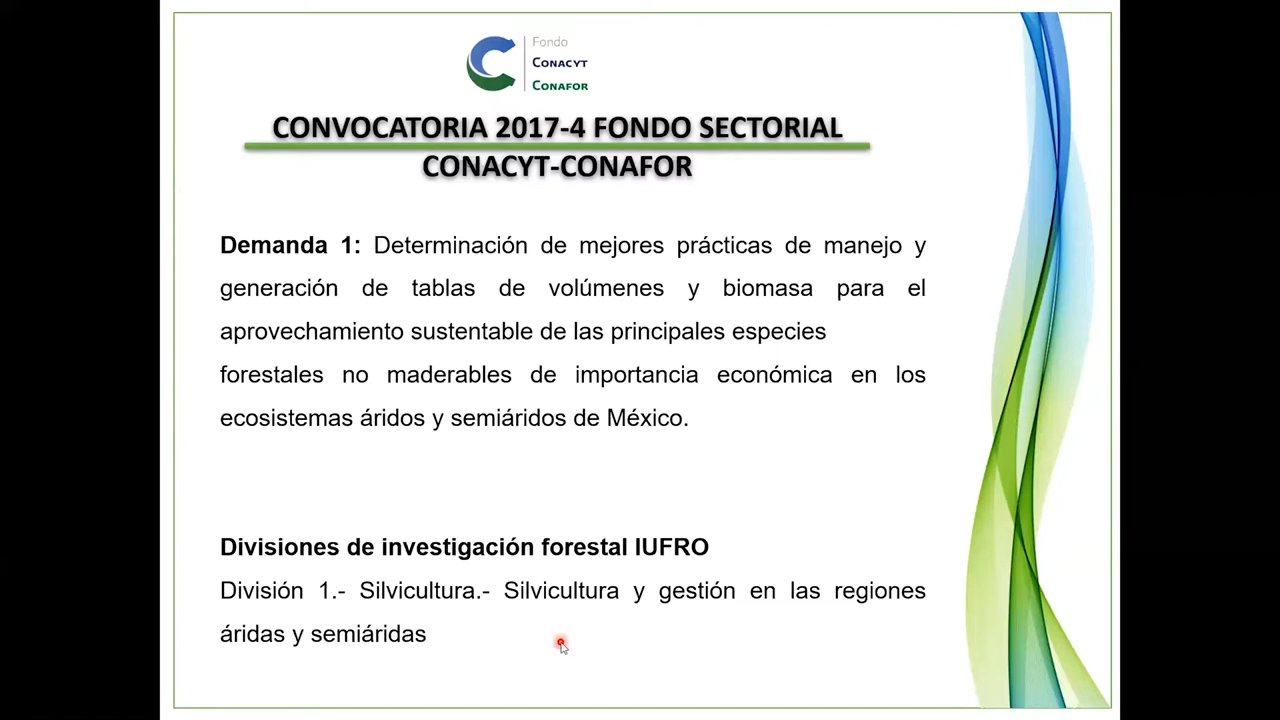 Fondo
CONACYT
CONAFOR
CONVOCATORIA 2017-4 FONDO SECTORIAL
CONACYT-CONAFOR
Demanda 1: Determinación de mejores prácticas de manejo y
generación de tablas de volúmenes y biomasa para el
aprovechamiento sustentable de las principales especies
forestales no maderables de importancia económica en los
ecosistemas áridos y semiáridos de México.
Divisiones de investigación forestal IUFRO
División 1.- Silvicultura.- Silvicultura y gestión en las regiones
áridas y semiáridas